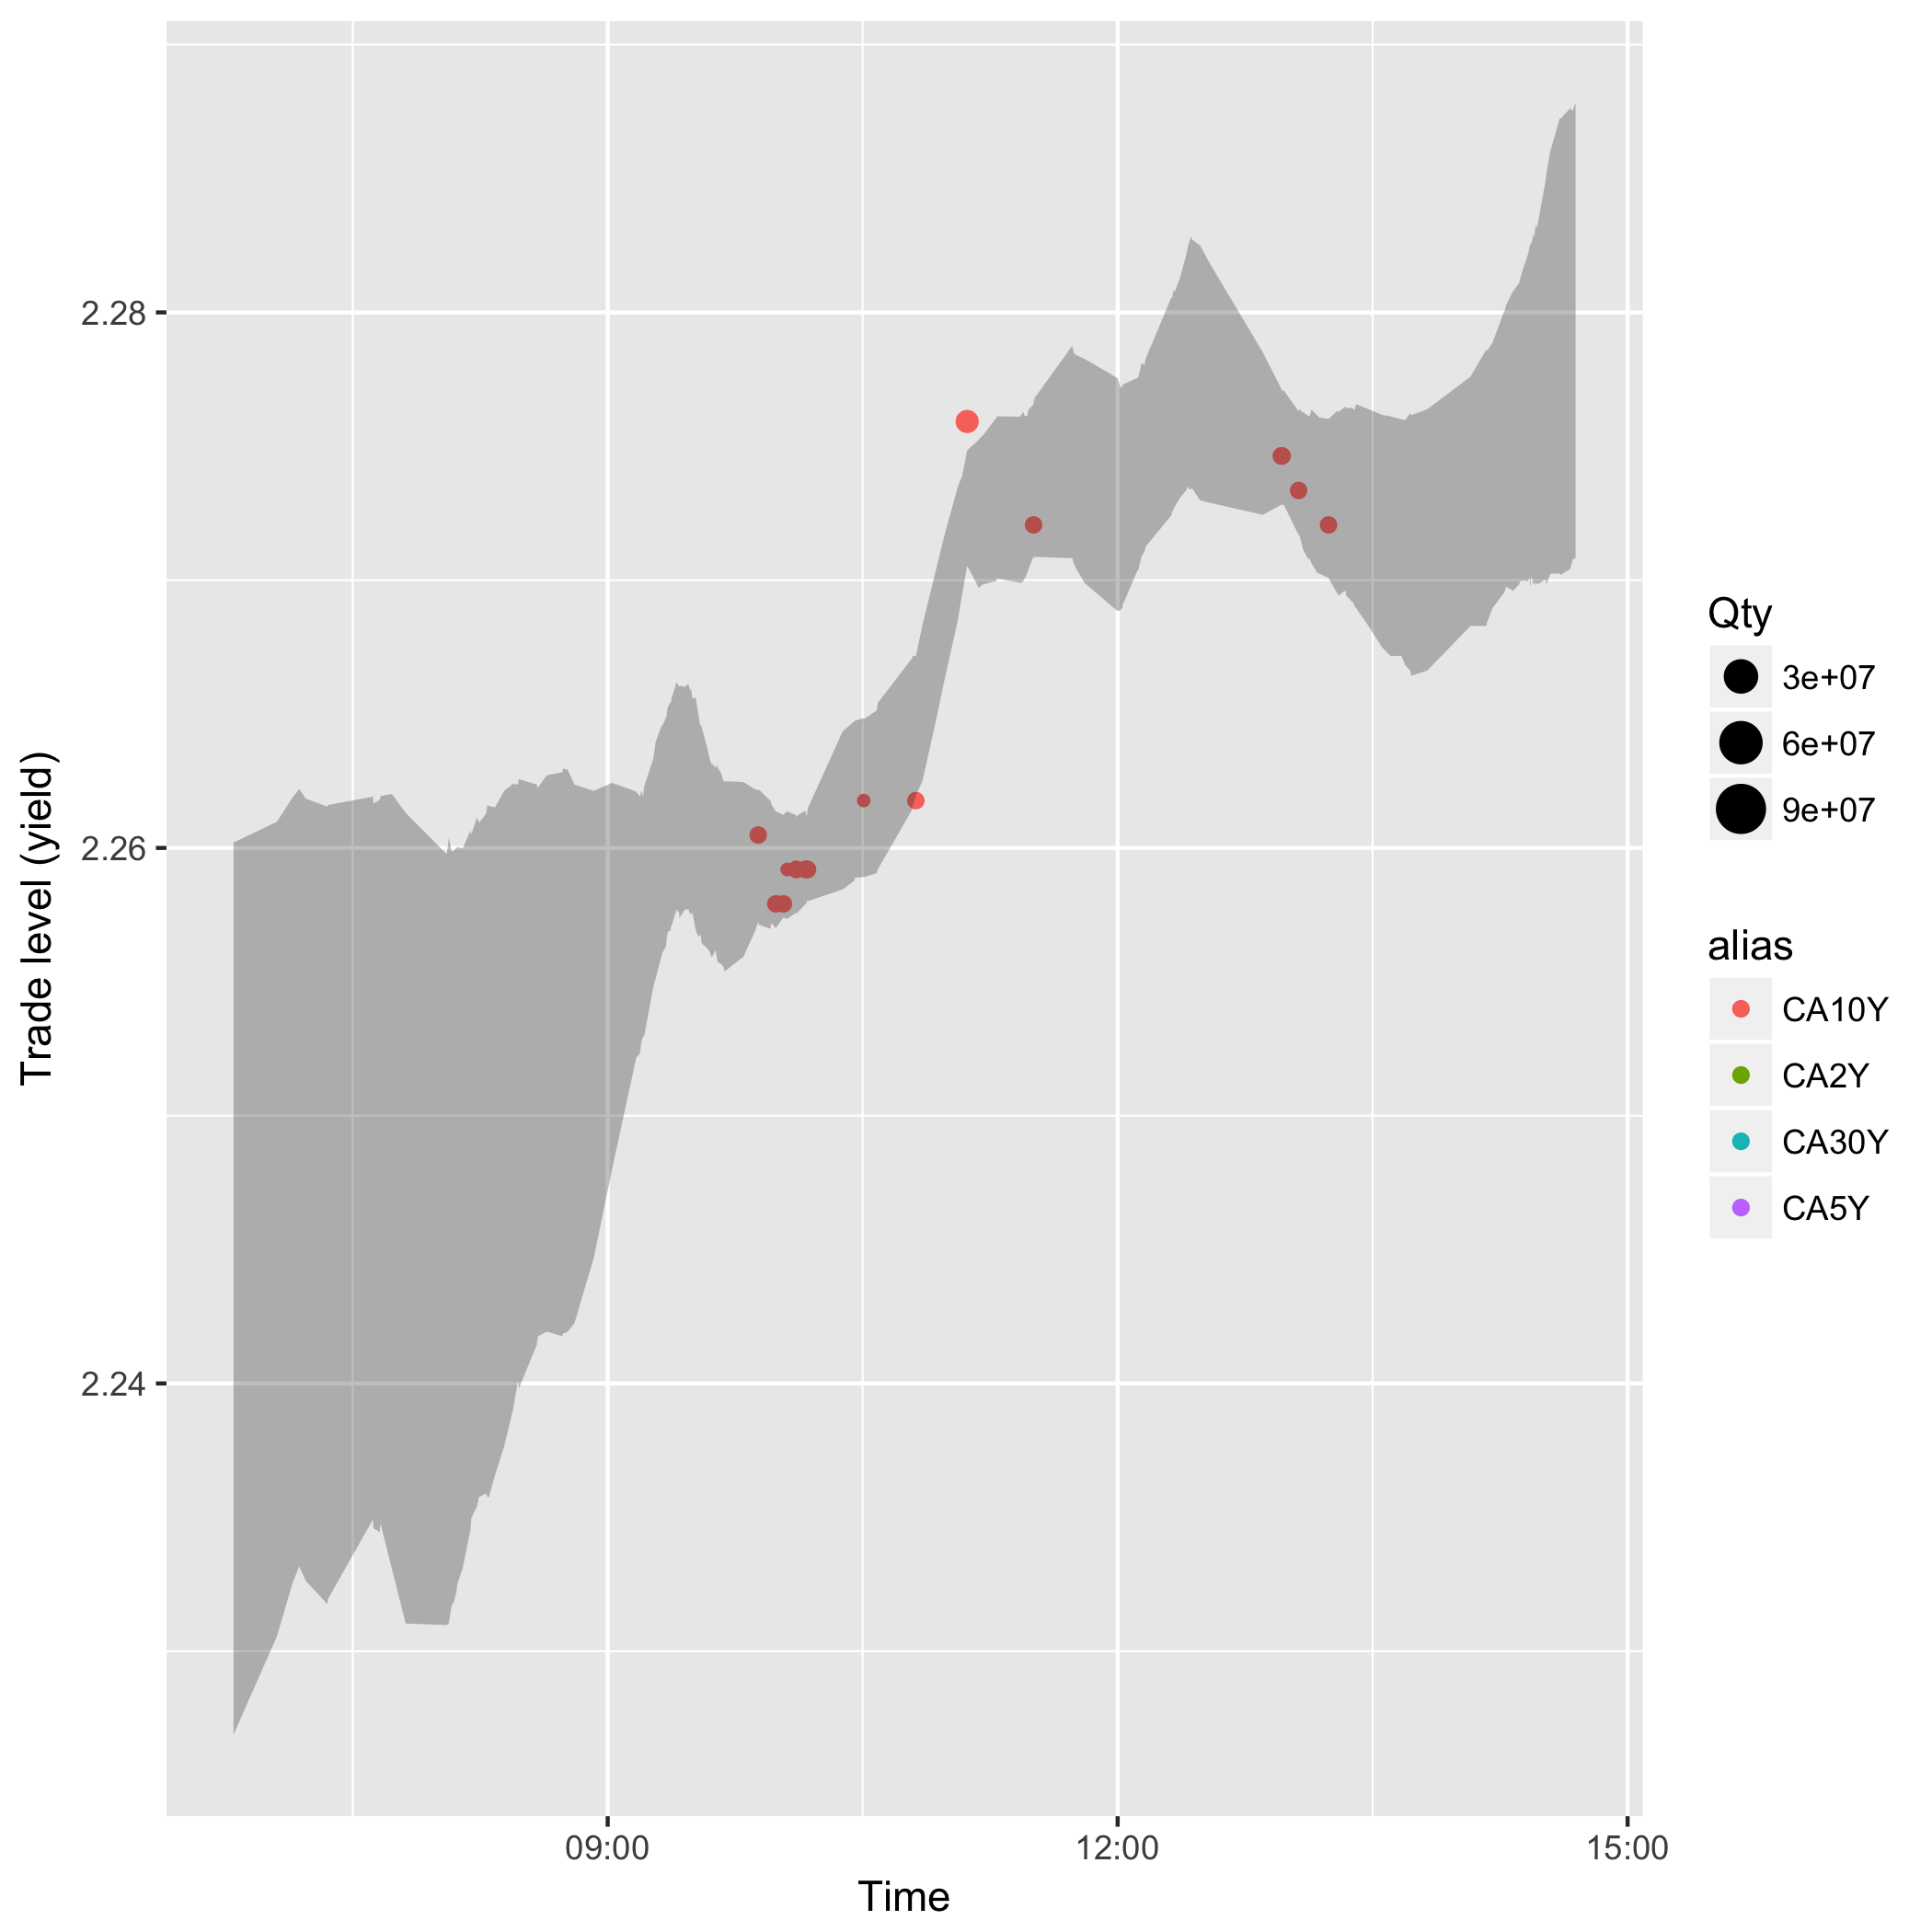 Trade level (yield)
2.28
2.26
2.24
09:00
12:00
15:00
Time
Qty
3e+07
6e+07
9e+07
alias
CA10Y
CA2Y
CA30Y
CA5Y